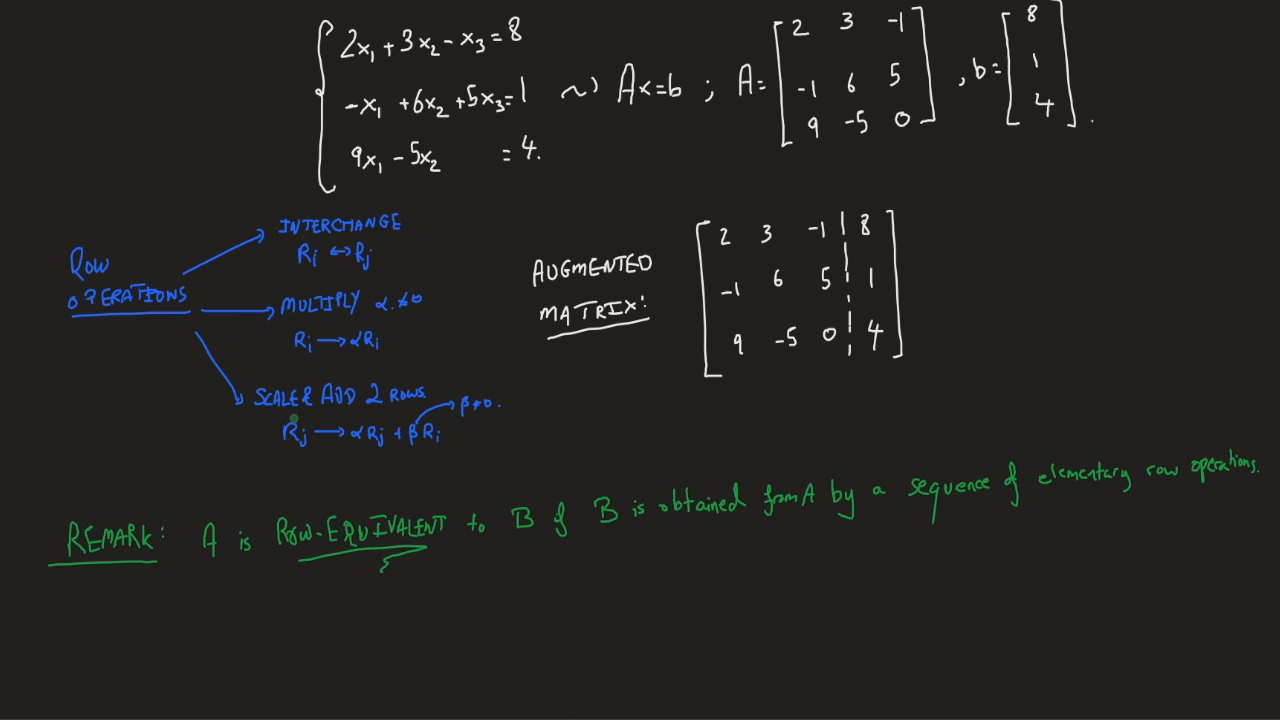 2x₁ + 3x₂ - x₃ = 8
-x₁ + 6x₂ + 5x₃ = 1 ⇝ Ax=b ; A= [2 3 -1; -1 6 5; 9 -5 0] , b= [8; 1; 4] .
9x₁ - 5x₂ = 4.
ROW OPERATIONS
INTERCHANGE
Ri ↔ Rj
MULTIPLY α≠0
Ri → αRi
SCALE & ADD 2 ROWS.
Rj → αRj + βRi → β≠0.
AUGMENTED
MATRIX:
2 3 -1 | 8
-1 6 5 | 1
9 -5 0 | 4
REMARK: A is ROW-EQUIVALENT to B if B is obtained from A by a sequence of elementary row operations.